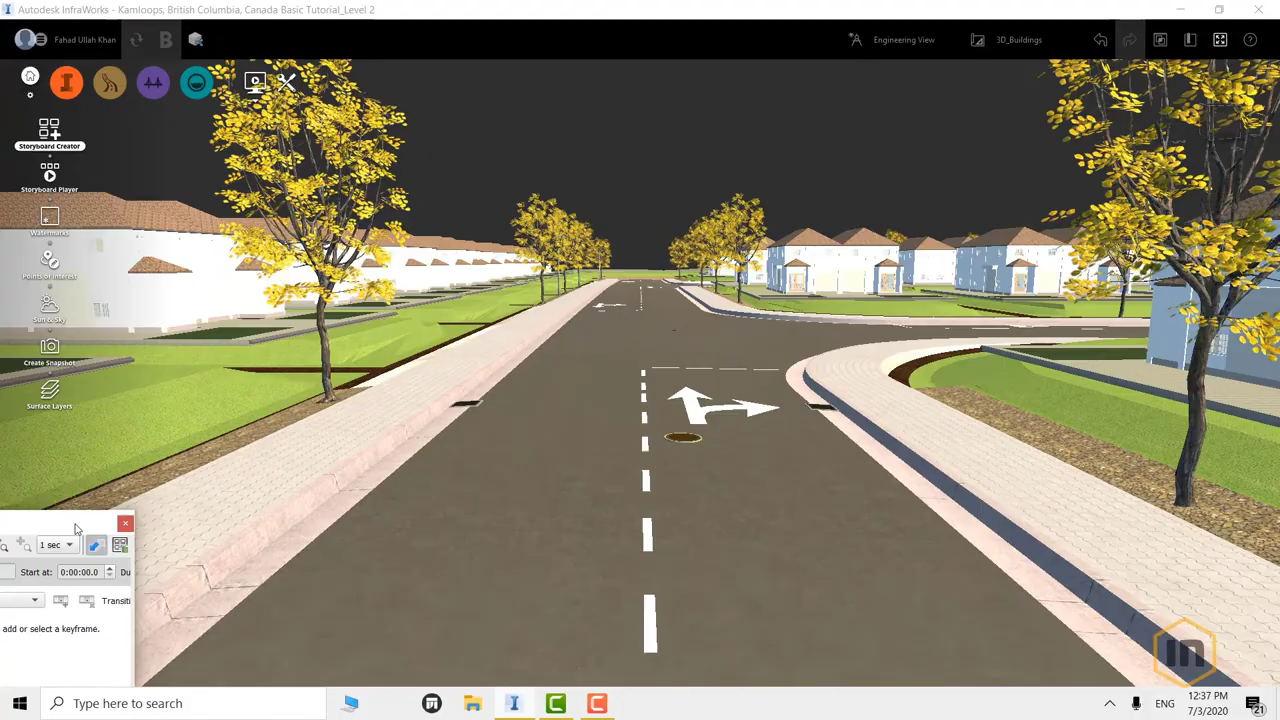 Autodesk InfraWorks - Kamloops, British Columbia, Canada Basic Tutorial_Level 2
Fahad Ullah Khan
B
Engineering View
3D_Buildings
Storyboard Creator
Storyboard Player
Watermarks
Points of Interest
Sun & Sky
Create Snapshot
Surface Layers
1 sec
Start at: 0:00:00.0 Du
Transiti
add or select a keyframe.
in
Type here to search
ENG
12:37 PM
7/3/2020
21